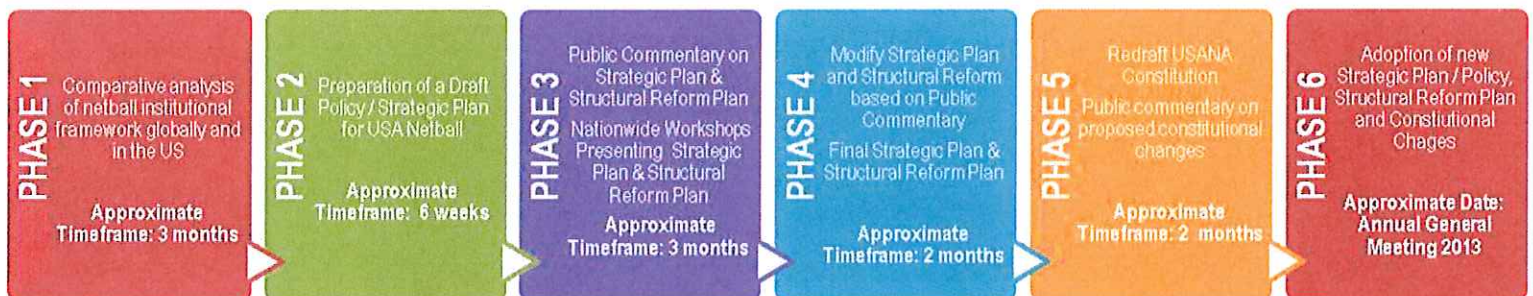 PHASE 1
Comparative analysis
of netball institutional
framework globally and
in the US
Approximate
Timeframe: 3 months
PHASE 2
Preparation of a Draft
Policy / Strategic Plan
for USA Netball
Approximate
Timeframe: 6 weeks
PHASE 3
Public Commentary on
Strategic Plan &
Structural Reform Plan
Nationwide Workshops
Presenting Strategic
Plan & Structural
Reform Plan
Approximate
Timeframe: 3 months
PHASE 4
Modify Strategic Plan
and Structural Reform
based on Public
Commentary
Final Strategic Plan &
Structural Reform Plan
Approximate
Timeframe: 2 months
PHASE 5
Redraft USANA
Constitution
Public commentary on
proposed constitutional
changes
Approximate
Timeframe: 2 months
PHASE 6
Adoption of new
Strategic Plan / Policy,
Structural Reform Plan
and Constiutional
Chages
Approximate Date:
Annual General
Meeting 2013